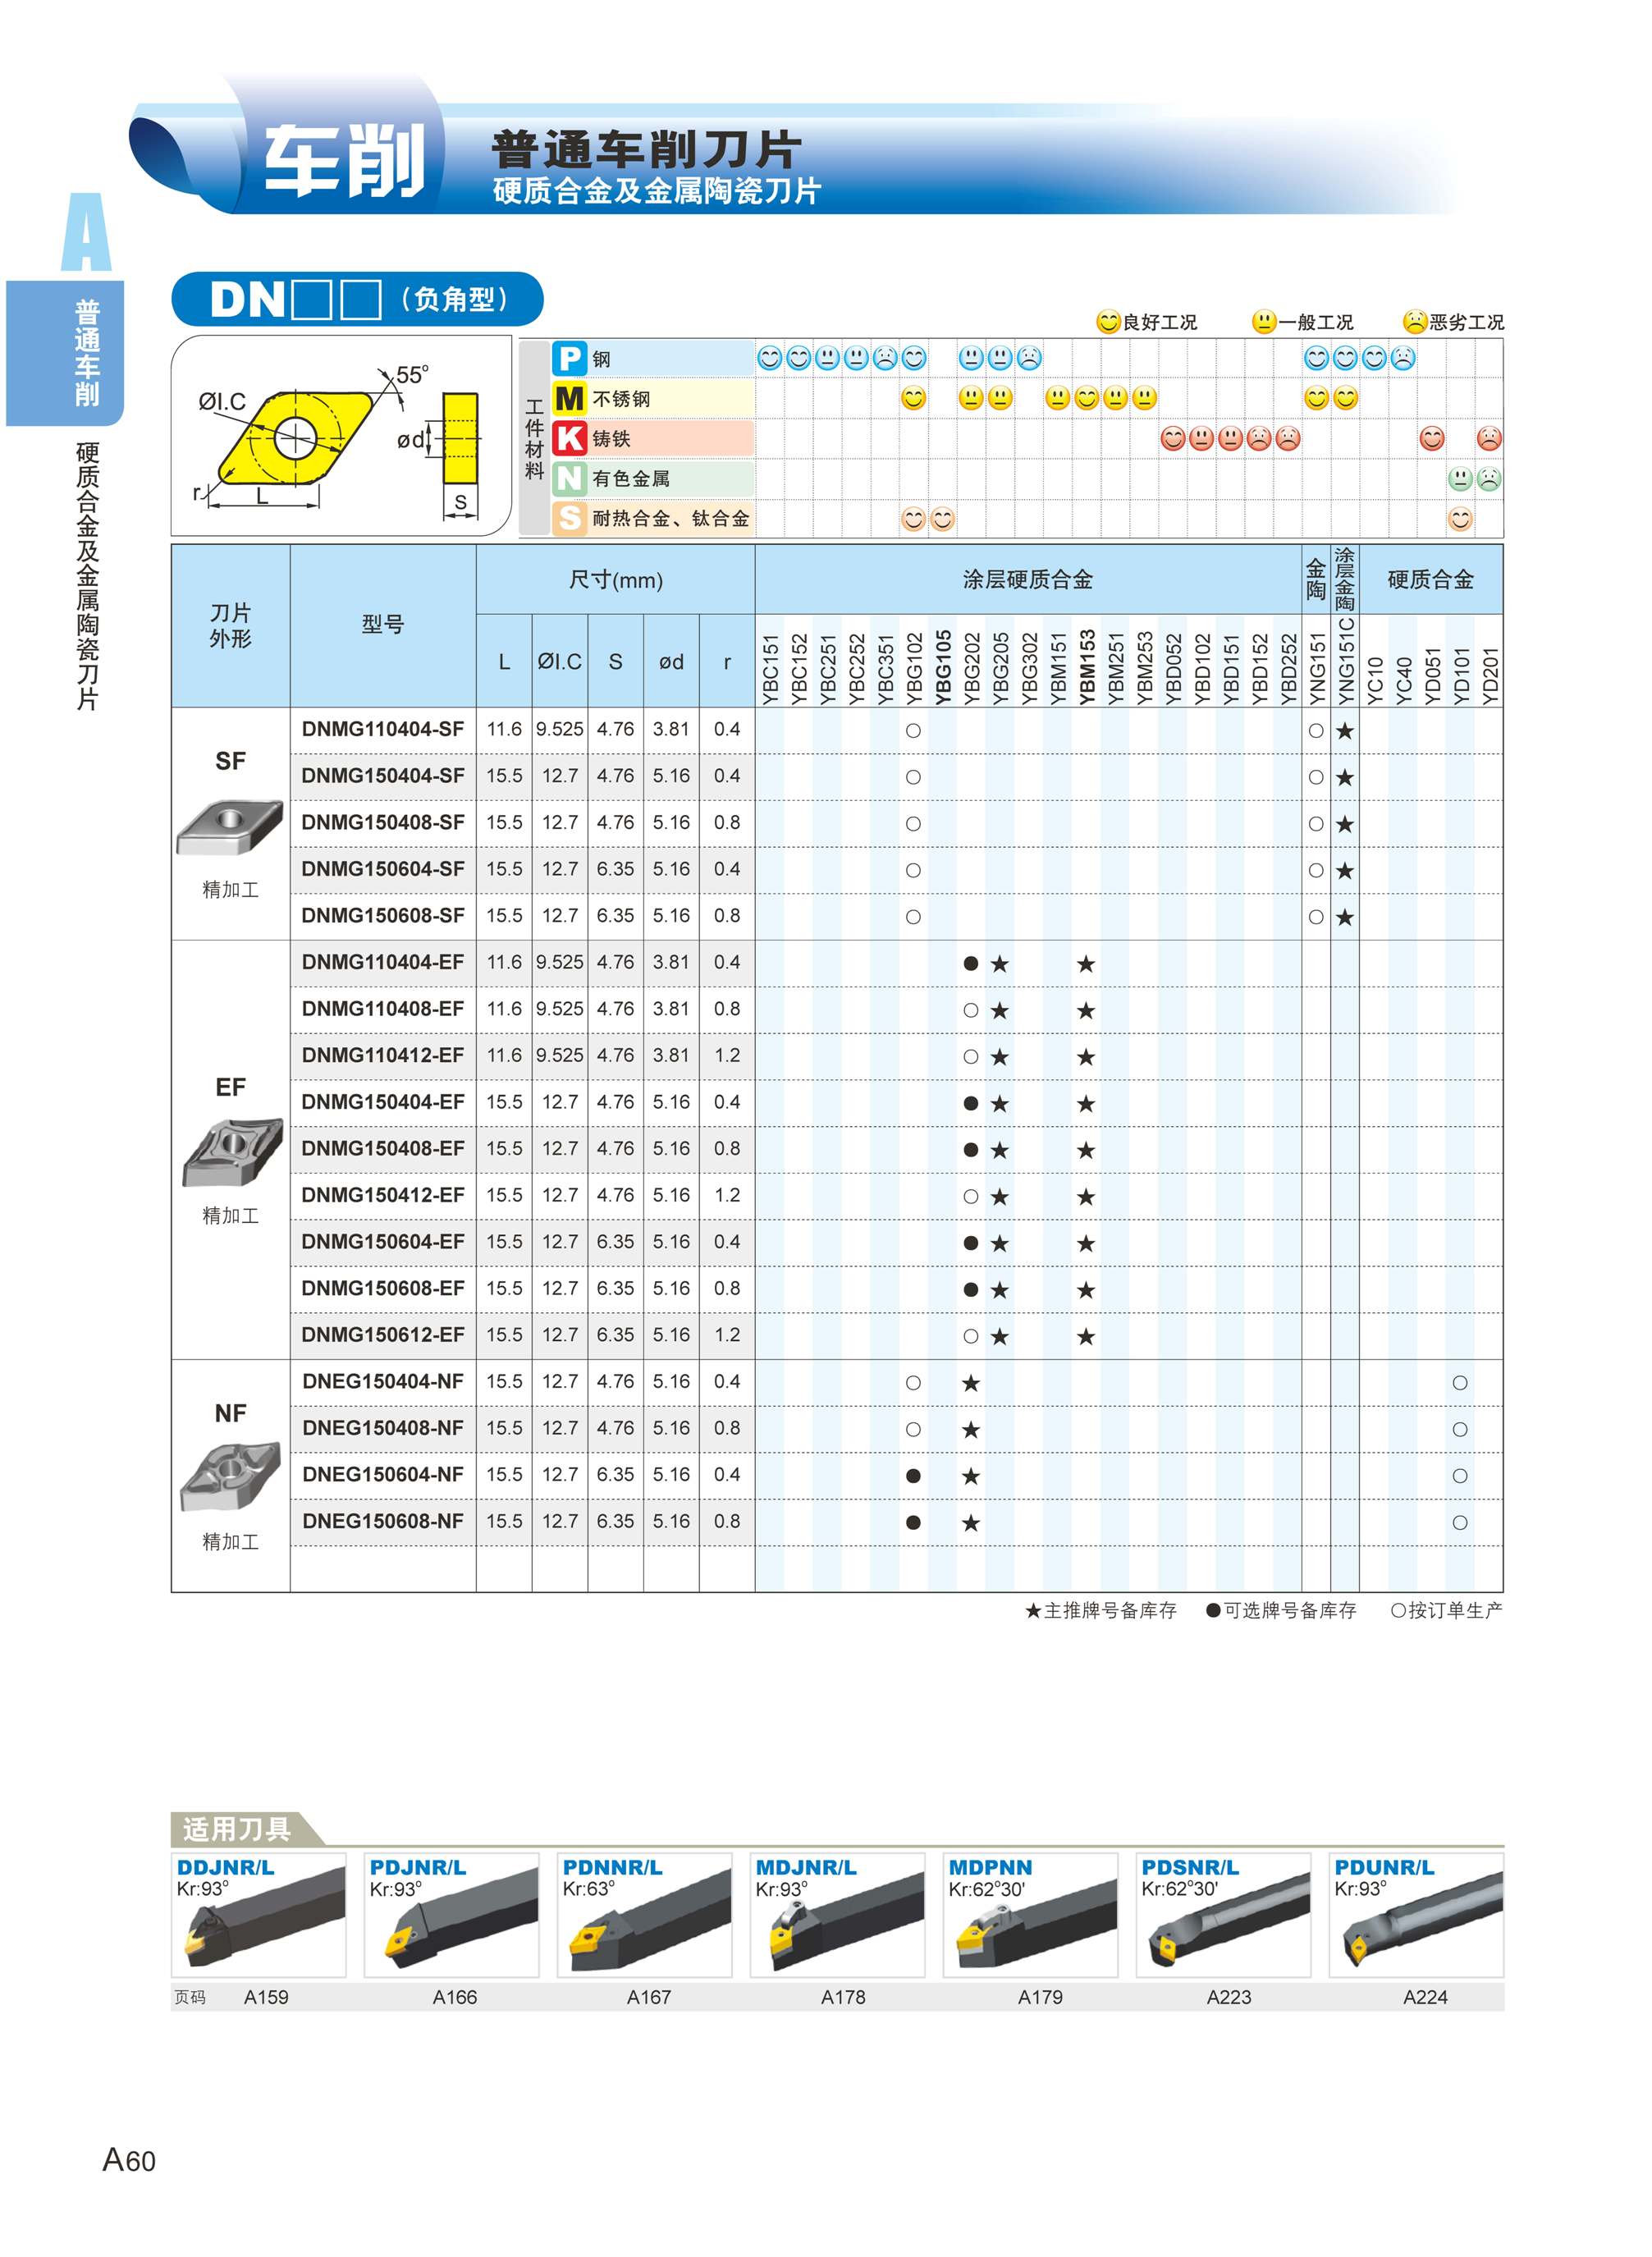 车削
普通车削刀片
硬质合金及金属陶瓷刀片
A
普通车削
硬质合金及金属陶瓷刀片
DN□□（负角型）
良好工况 一般工况 恶劣工况
55°
ØI.C
ød
r
L
S
工件材料
P 钢
M 不锈钢
K 铸铁
N 有色金属
S 耐热合金、钛合金
刀片外形 型号 尺寸(mm) 涂层硬质合金 金陶 涂层金陶 硬质合金
L ØI.C S ød r YBC151 YBC152 YBC251 YBC252 YBC351 YBG102 YBG105 YBG202 YBG205 YBG302 YBM151 YBM153 YBM251 YBM253 YBD052 YBD102 YBD151 YBD152 YBD252 YNG151 YNG151C YC10 YC40 YD051 YD101 YD201
SF
精加工
DNMG110404-SF 11.6 9.525 4.76 3.81 0.4 ○ ○ ★
DNMG150404-SF 15.5 12.7 4.76 5.16 0.4 ○ ○ ★
DNMG150408-SF 15.5 12.7 4.76 5.16 0.8 ○ ○ ★
DNMG150604-SF 15.5 12.7 6.35 5.16 0.4 ○ ○ ★
DNMG150608-SF 15.5 12.7 6.35 5.16 0.8 ○ ○ ★
EF
精加工
DNMG110404-EF 11.6 9.525 4.76 3.81 0.4 ● ★ ★
DNMG110408-EF 11.6 9.525 4.76 3.81 0.8 ○ ★ ★
DNMG110412-EF 11.6 9.525 4.76 3.81 1.2 ○ ★ ★
DNMG150404-EF 15.5 12.7 4.76 5.16 0.4 ● ★ ★
DNMG150408-EF 15.5 12.7 4.76 5.16 0.8 ● ★ ★
DNMG150412-EF 15.5 12.7 4.76 5.16 1.2 ○ ★ ★
DNMG150604-EF 15.5 12.7 6.35 5.16 0.4 ● ★ ★
DNMG150608-EF 15.5 12.7 6.35 5.16 0.8 ● ★ ★
DNMG150612-EF 15.5 12.7 6.35 5.16 1.2 ○ ★ ★
NF
精加工
DNEG150404-NF 15.5 12.7 4.76 5.16 0.4 ○ ★ ○
DNEG150408-NF 15.5 12.7 4.76 5.16 0.8 ○ ★ ○
DNEG150604-NF 15.5 12.7 6.35 5.16 0.4 ● ★ ○
DNEG150608-NF 15.5 12.7 6.35 5.16 0.8 ● ★ ○
★主推牌号备库存 ●可选牌号备库存 ○按订单生产
适用刀具
DDJNR/L PDJNR/L PDNNR/L MDJNR/L MDPNN PDSNR/L PDUNR/L
Kr:93° Kr:93° Kr:63° Kr:93° Kr:62°30' Kr:62°30' Kr:93°
页码 A159 A166 A167 A178 A179 A223 A224
A60